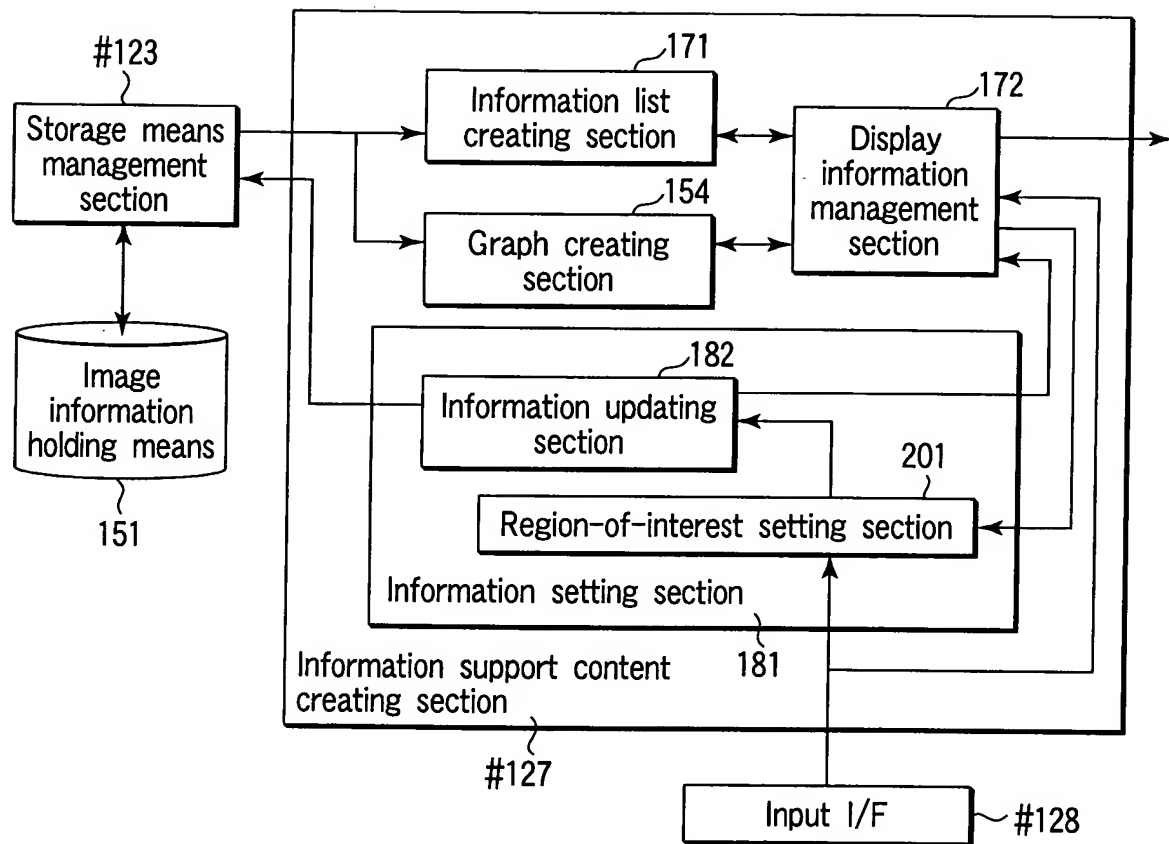 #123
Storage means
management
section
171
Information list
creating section
172
Display
information
management
section
154
Graph creating
section
Image
information
holding means
151
182
Information updating
section
201
Region-of-interest setting section
Information setting section
181
Information support content
creating section
#127
Input I/F
#128